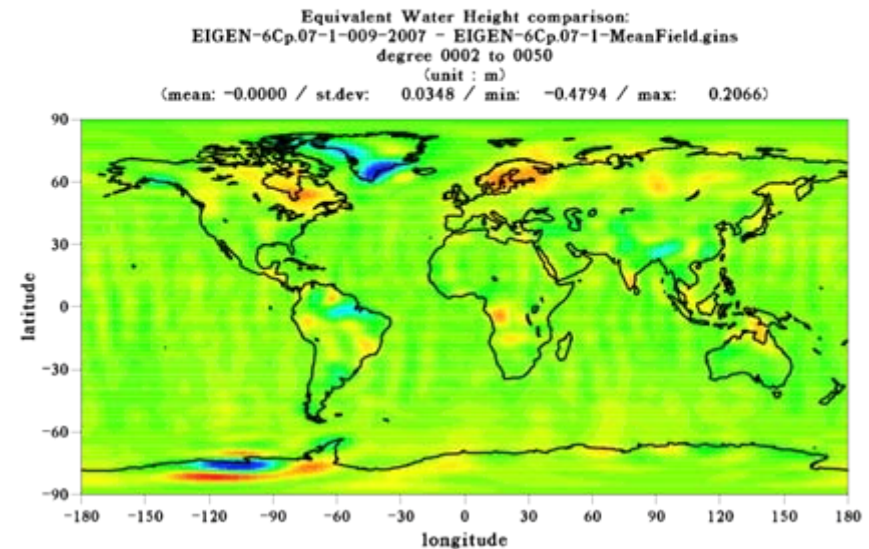 Equivalent Water Height comparison:
EIGEN-6Cp.07-1-009-2007 - EIGEN-6Cp.07-1-MeanField.gins
degree 0002 to 0050
(unit : m)
(mean: -0.0000 / st.dev: 0.0348 / min: -0.4794 / max: 0.2066)
90
60
30
0
-30
-60
-90
latitude
-180 -150 -120 -90 -60 -30 0 30 60 90 120 150 180
longitude